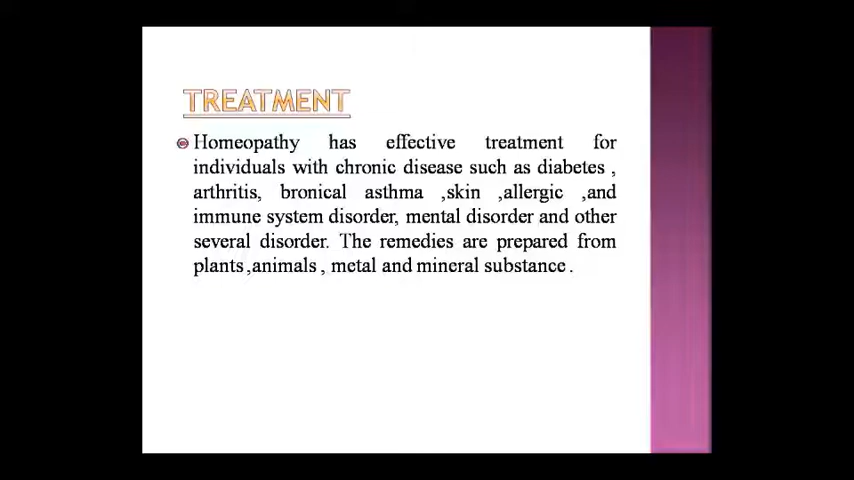 TREATMENT
Homeopathy has effective treatment for
individuals with chronic disease such as diabetes ,
arthritis, bronical asthma ,skin ,allergic ,and
immune system disorder, mental disorder and other
several disorder. The remedies are prepared from
plants ,animals , metal and mineral substance .